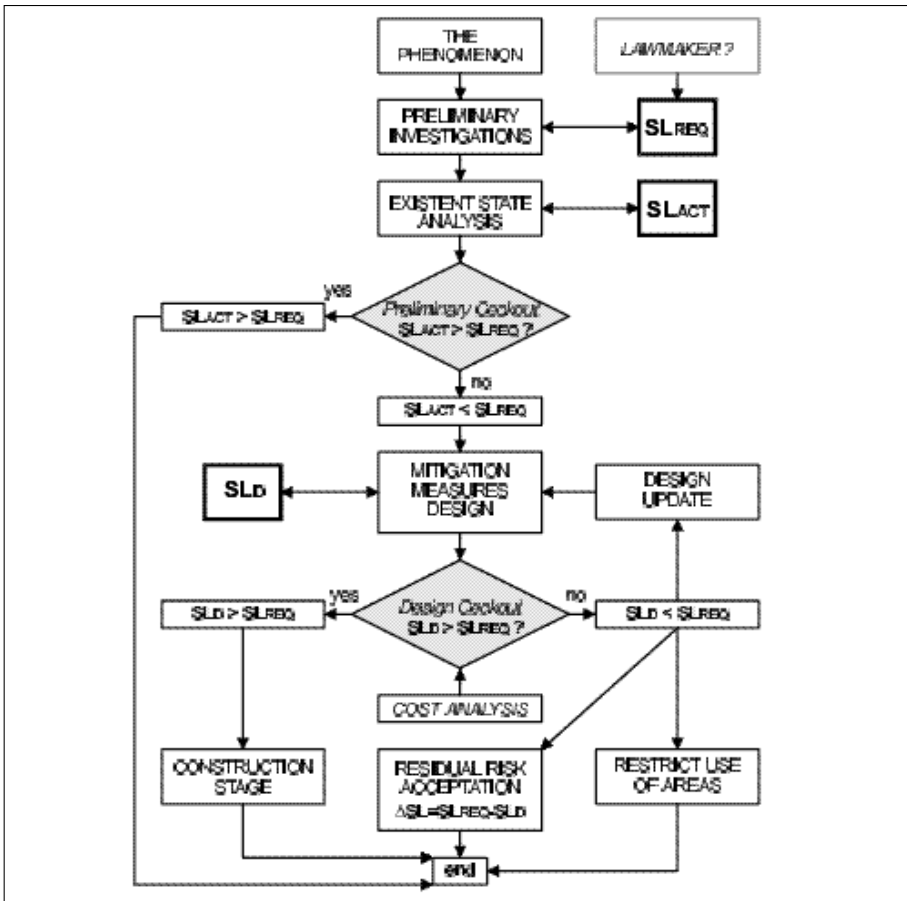 THE
PHENOMENON
LAWMAKER?
PRELIMINARY
INVESTIGATIONS
SLREQ
EXISTENT STATE
ANALYSIS
SLACT
yes
Preliminary Ceckout
SLACT > SLREQ ?
SLACT > SLREQ
no
SLACT < SLREQ
SLD
MITIGATION
MEASURES
DESIGN
DESIGN
UPDATE
yes
no
SLD > SLREQ
Design Ceckout
SLD > SLREQ ?
SLD < SLREQ
COST ANALYSIS
CONSTRUCTION
STAGE
RESIDUAL RISK
ACCEPTATION
ΔSL=SLREQ-SLD
RESTRICT USE
OF AREAS
end